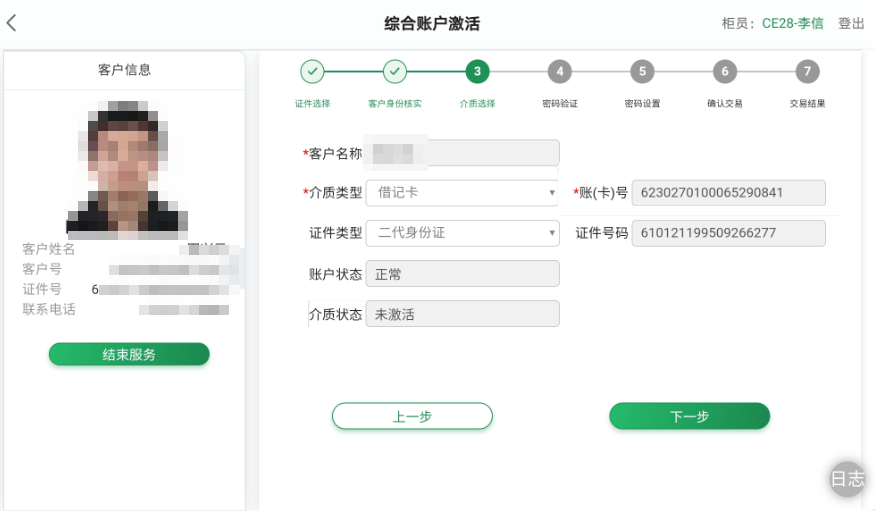 综合账户激活
柜员：CE28-李信 登出
客户信息
客户姓名
客户号
证件号 6
联系电话
结束服务
3 4 5 6 7
证件选择 客户身份核实 介质选择 密码验证 密码设置 确认交易 交易结果
*客户名称
*介质类型 借记卡 *账(卡)号 6230270100065290841
证件类型 二代身份证 证件号码 610121199509266277
账户状态 正常
介质状态 未激活
上一步 下一步
日志